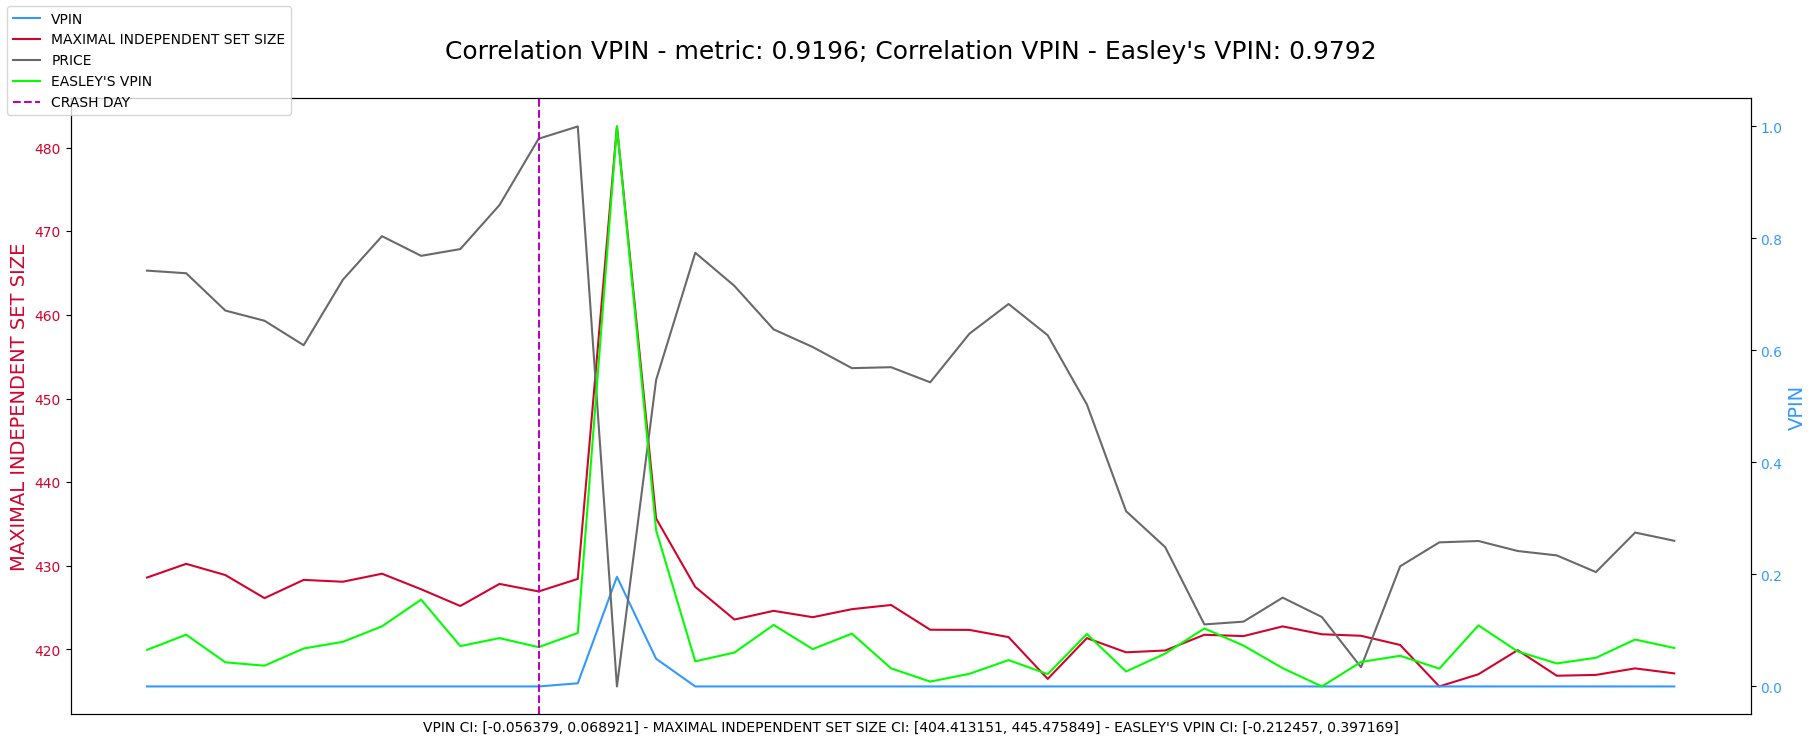 VPIN
MAXIMAL INDEPENDENT SET SIZE
PRICE
EASLEY'S VPIN
CRASH DAY
Correlation VPIN - metric: 0.9196; Correlation VPIN - Easley's VPIN: 0.9792
MAXIMAL INDEPENDENT SET SIZE
480
470
460
450
440
430
420
1.0
0.8
0.6
0.4
0.2
0.0
VPIN
VPIN CI: [-0.056379, 0.068921] - MAXIMAL INDEPENDENT SET SIZE CI: [404.413151, 445.475849] - EASLEY'S VPIN CI: [-0.212457, 0.397169]